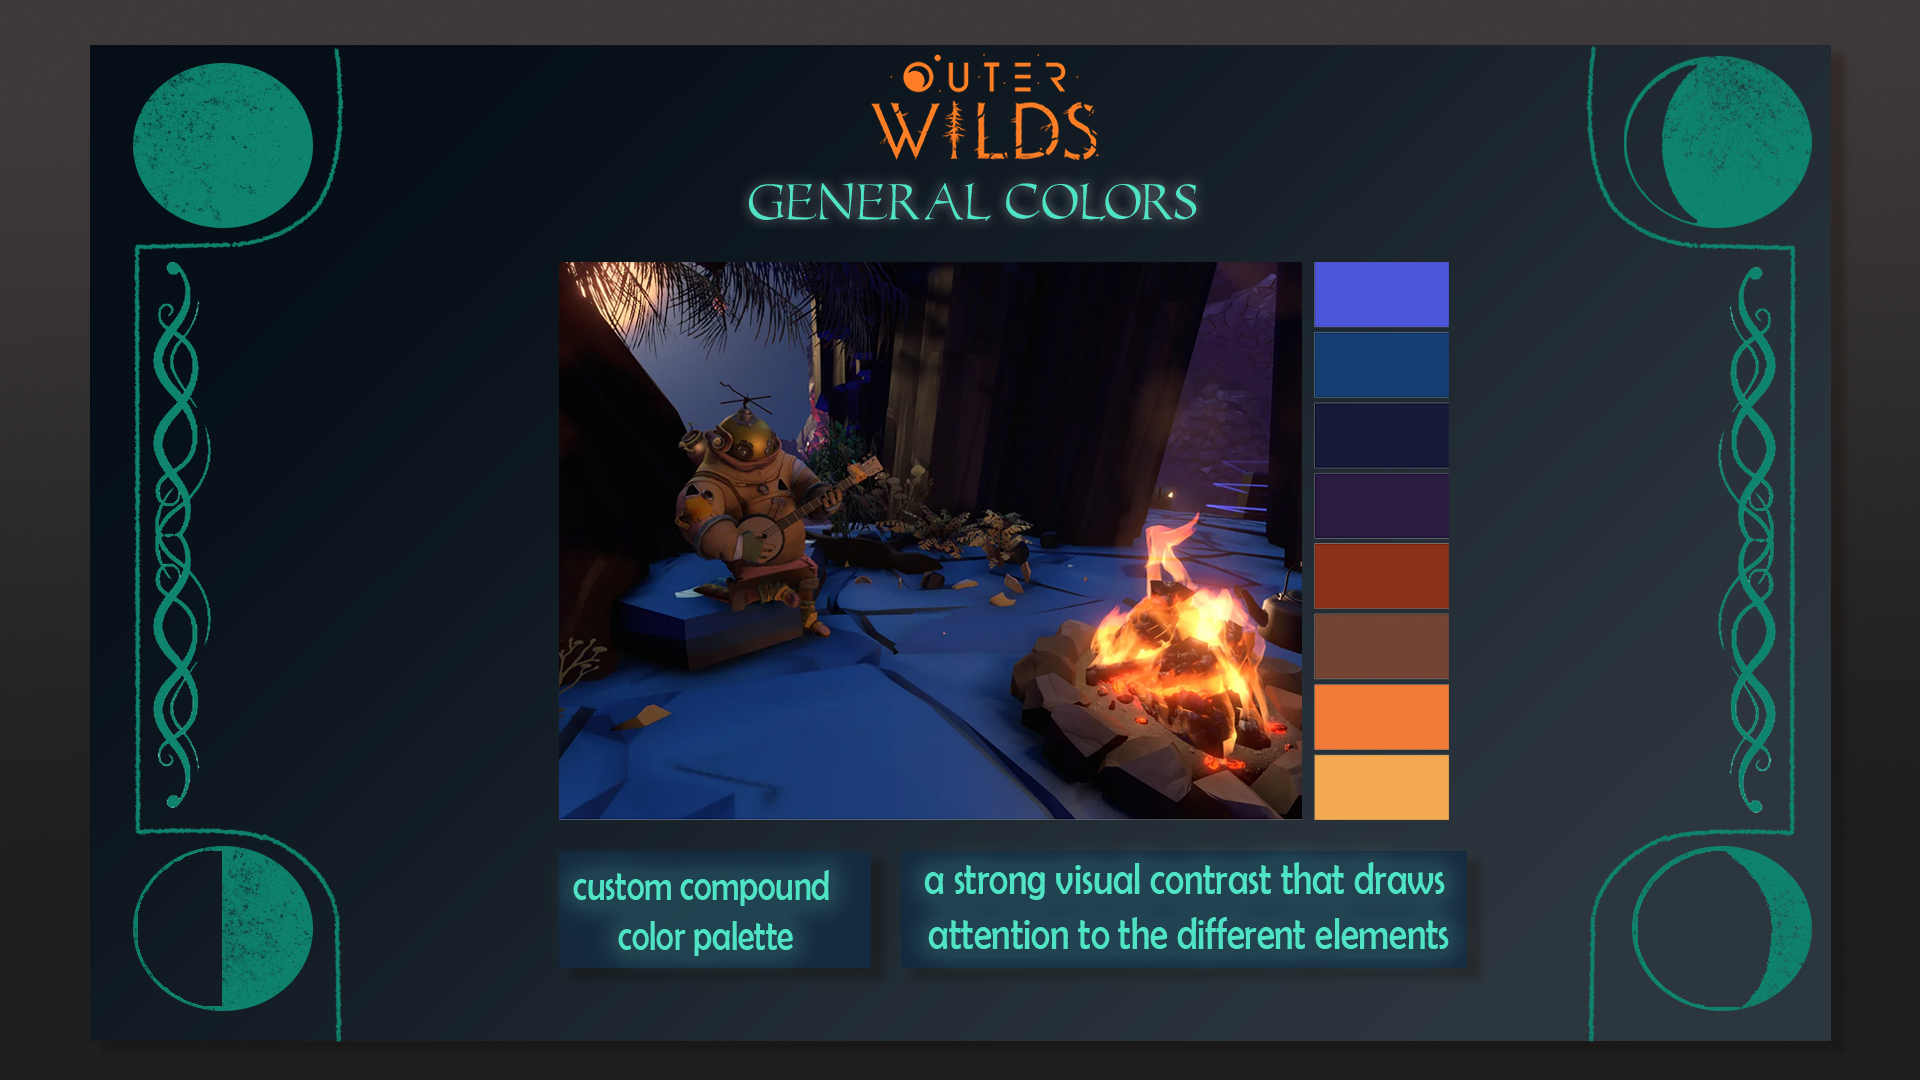 OUTER
WILDS
GENERAL COLORS
custom compound
color palette
a strong visual contrast that draws
attention to the different elements